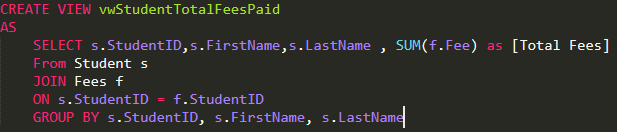 CREATE VIEW vwStudentTotalFeesPaid
AS
SELECT s.StudentID,s.FirstName,s.LastName , SUM(f.Fee) as [Total Fees]
From Student s
JOIN Fees f
ON s.StudentID = f.StudentID
GROUP BY s.StudentID, s.FirstName, s.LastName